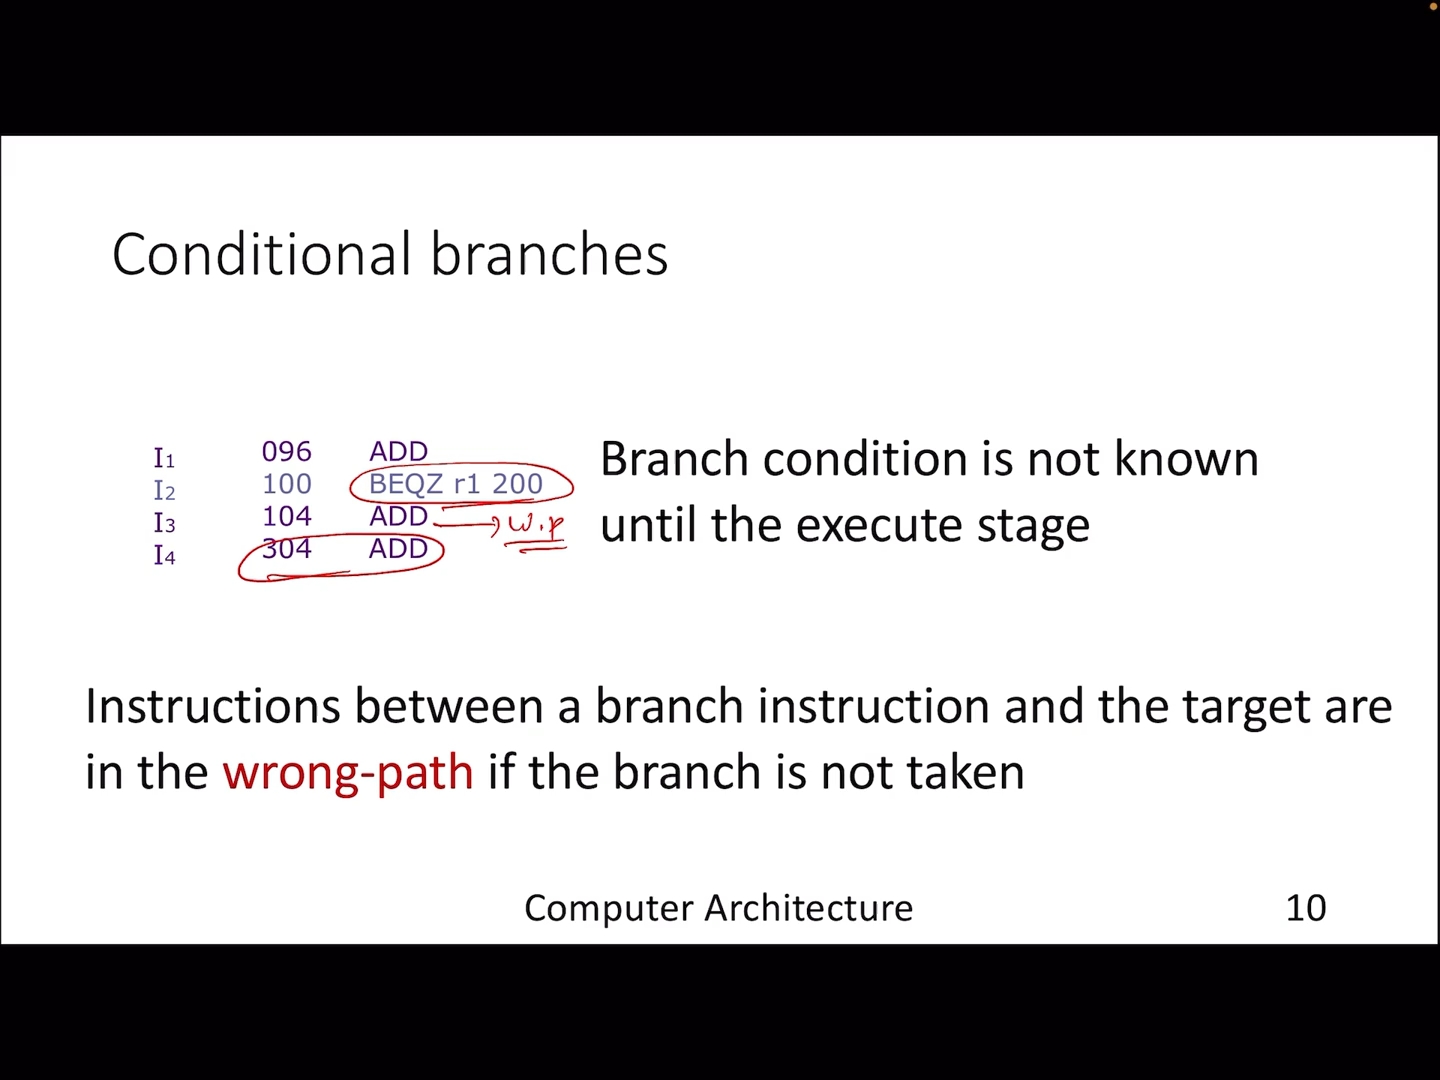 Conditional branches
I1 096 ADD
I2 100 BEQZ r1 200
I3 104 ADD → w.p
I4 304 ADD
Branch condition is not known
until the execute stage
Instructions between a branch instruction and the target are
in the wrong-path if the branch is not taken
Computer Architecture 10